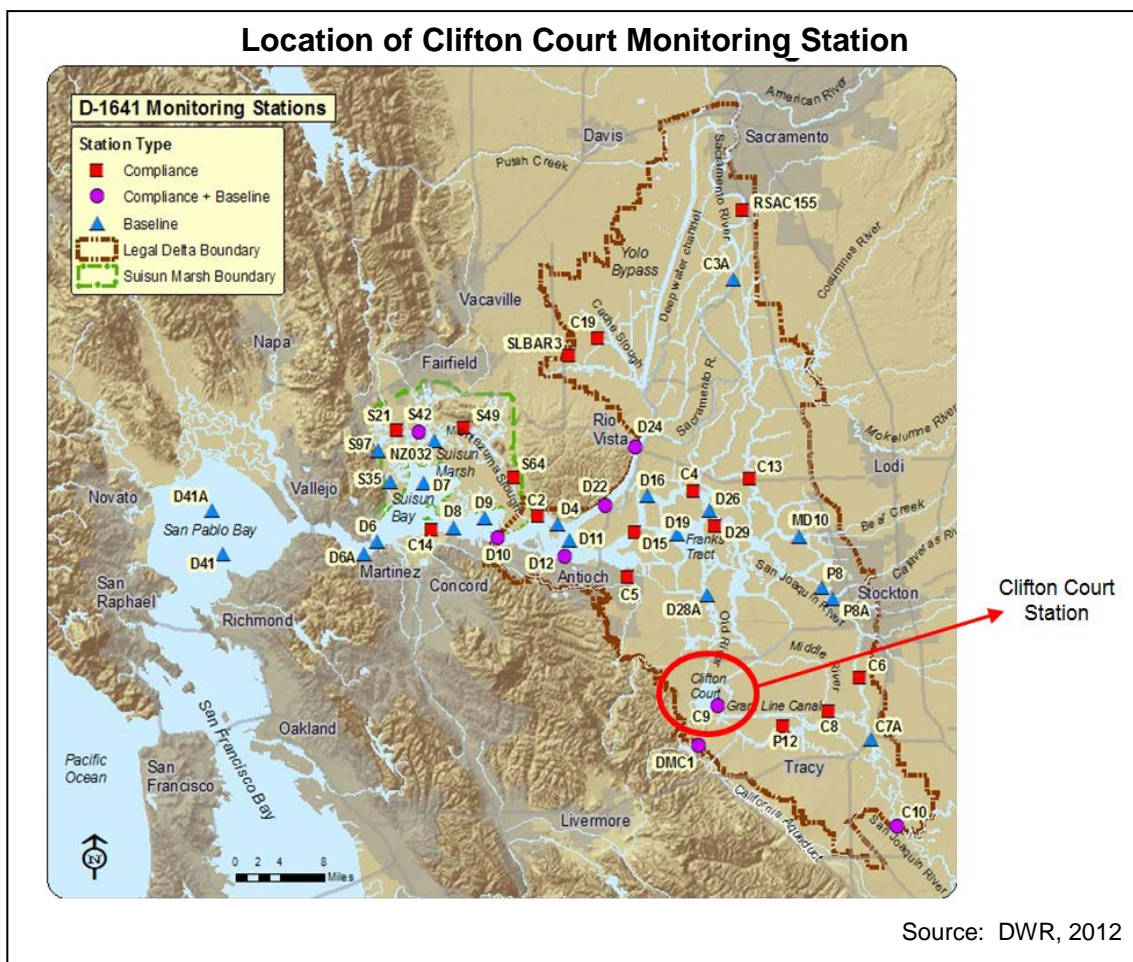 Location of Clifton Court Monitoring Station
D-1641 Monitoring Stations
Station Type
Compliance
Compliance + Baseline
Baseline
Legal Delta Boundary
Suisun Marsh Boundary
American River
Davis
Sacramento
Putah Creek
Sacramento River
RSAC155
Yolo
Bypass
Deepwater channel
C3A
Cosumnes River
Vacaville
C19
Cache Slough
SLBAR3
Napa
Fairfield
Sacramento R.
S21
S42
S49
Rio
Vista
D24
Mokelumne River
S97
NZ032
Montezuma Slough
Suisun
Marsh
S64
C13
Lodi
S35
D7
D16
C4
Novato
D41A
Vallejo
Suisun
Bay
D9
C2
D4
D22
D26
Bear Creek
San Pablo Bay
D8
D19
Franks
Tract
D29
MD10
D6
D15
Calaveras Riv.
D41
D6A
C14
D10
D12
D11
Martinez
Concord
Antioch
San Joaquin River
P8
San
Raphael
C5
Stockton
Richmond
D28A
P8A
Clifton Court
Station
Old River
Middle River
Clifton
Court
C6
San Francisco Bay
C9
Grant Line Canal
Oakland
C8
C7A
P12
Pacific
Ocean
San
Francisco
DMC1
Tracy
California Aqueduct
Livermore
C10
San Joaquin River
N
0 2 4 8
Miles
Source: DWR, 2012